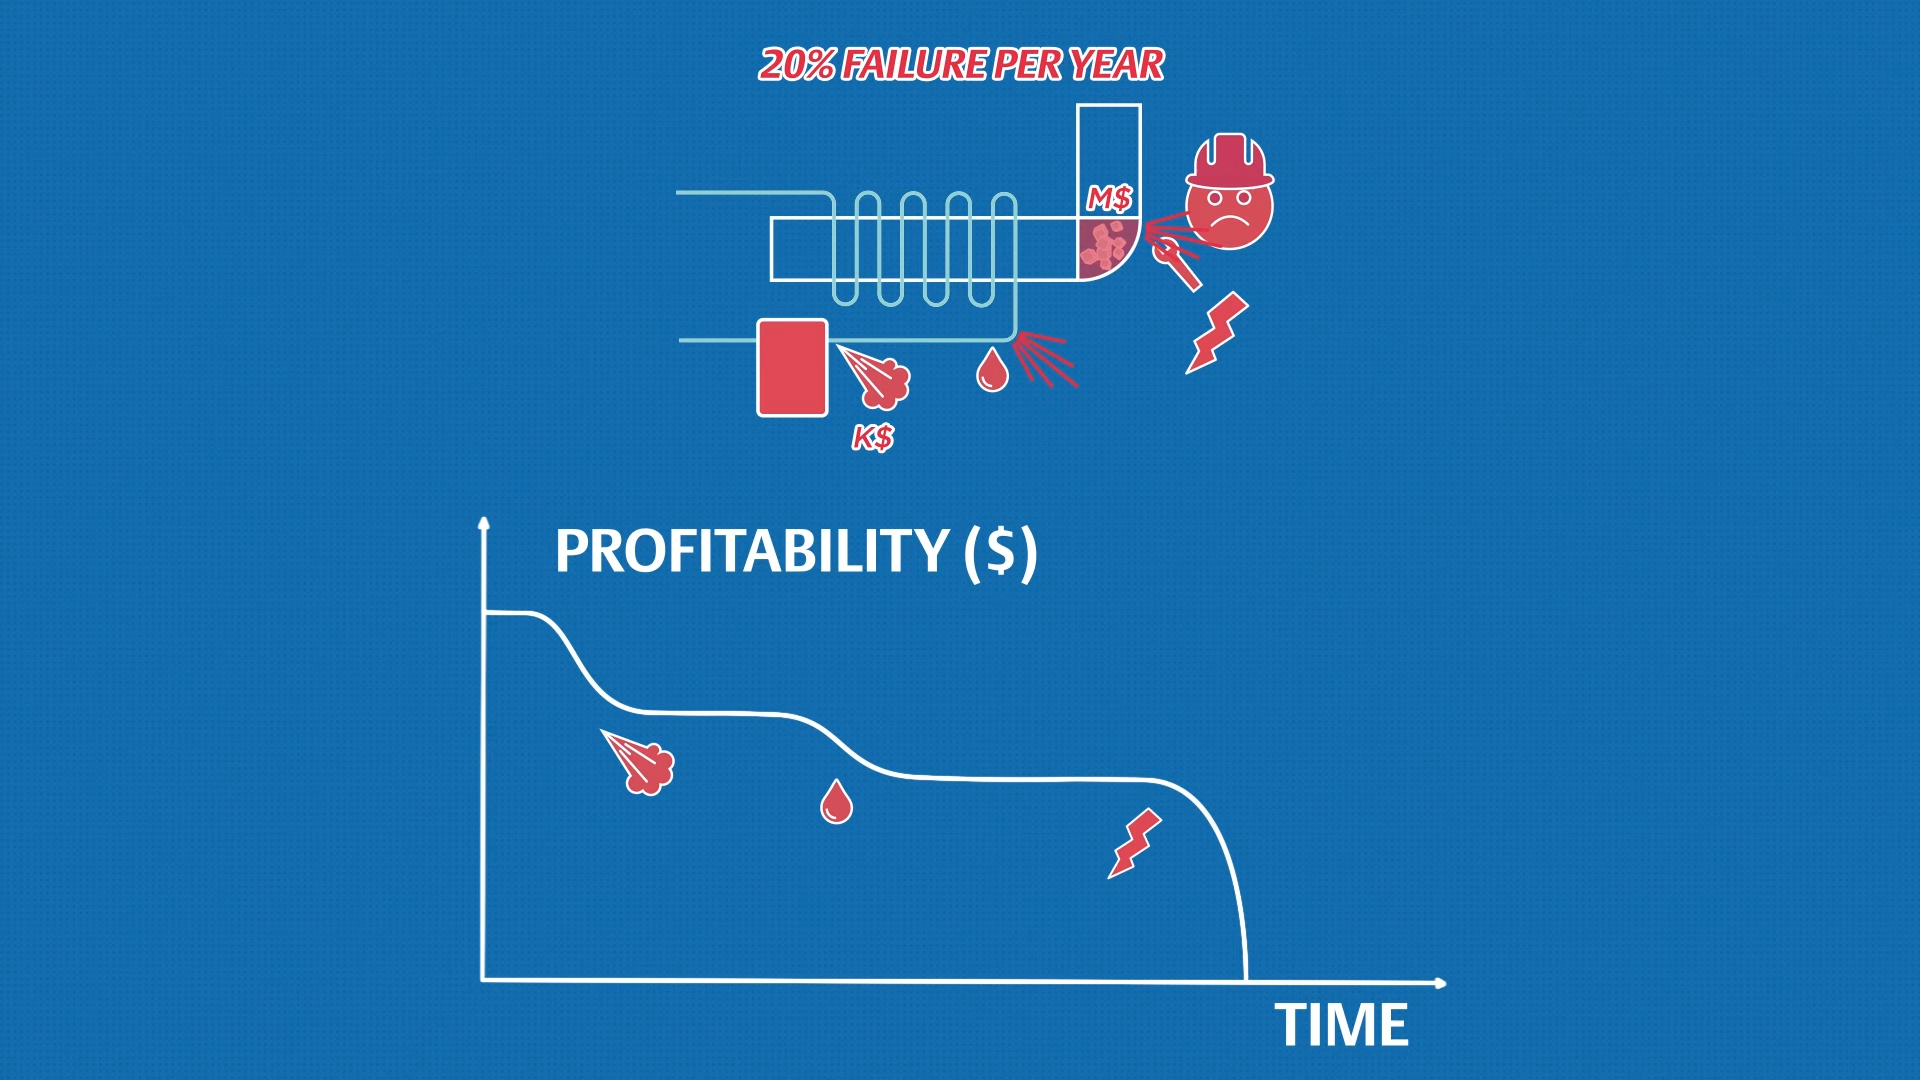 20% FAILURE PER YEAR
M$
K$
PROFITABILITY ($)
TIME